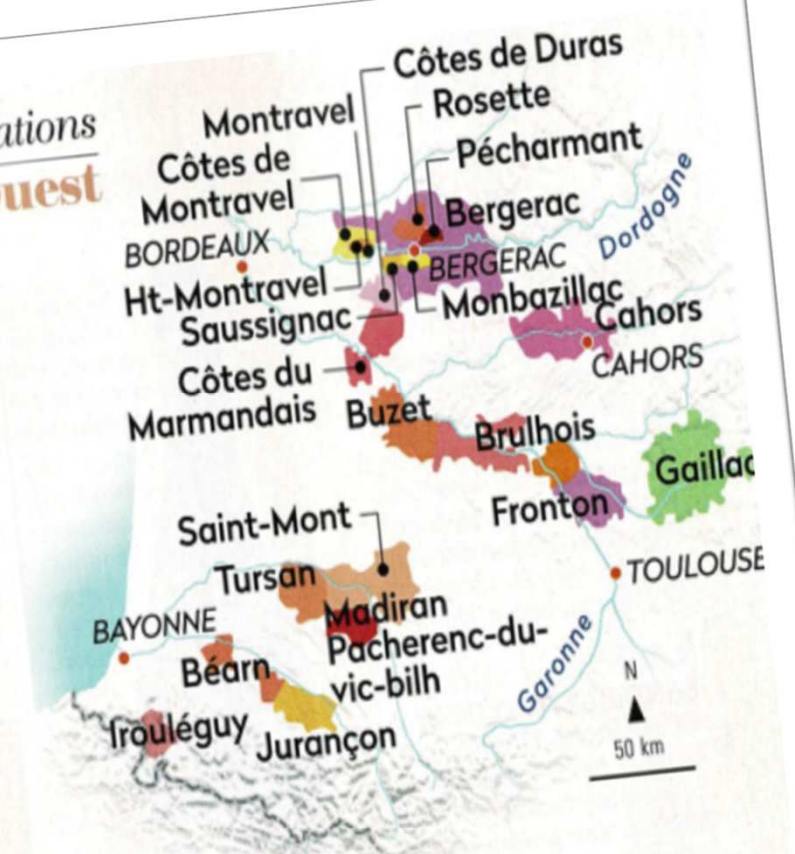 ations
uest
Côtes de Duras
Rosette
Montravel
Pécharmant
Côtes de
Montravel
Bergerac
Dordogne
BORDEAUX
BERGERAC
Ht-Montravel
Monbazillac
Saussignac
Cahors
CAHORS
Côtes du
Marmandais
Buzet
Brulhois
Gaillac
Fronton
Saint-Mont
Tursan
TOULOUSE
BAYONNE
Madiran
Pacherenc-du-
vic-bilh
Béarn
Garonne
N
Irouléguy
Jurançon
50 km